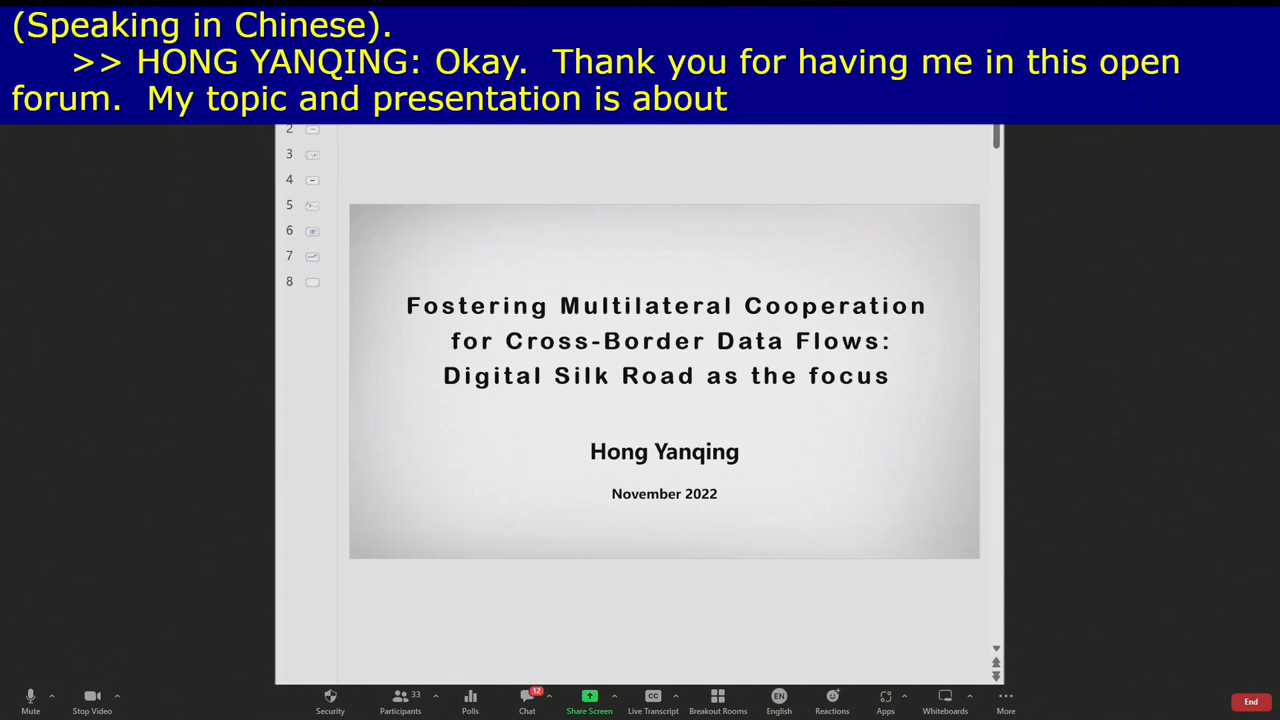 (Speaking in Chinese).
>> HONG YANQING: Okay.  Thank you for having me in this open
forum.  My topic and presentation is about
2
3
4
5
6
7
8
Fostering Multilateral Cooperation
for Cross-Border Data Flows:
Digital Silk Road as the focus
Hong Yanqing
November 2022
33
12
EN
CC
Mute
Stop Video
Security
Participants
Polls
Chat
Share Screen
Live Transcript
Breakout Rooms
English
Reactions
Apps
Whiteboards
More
End